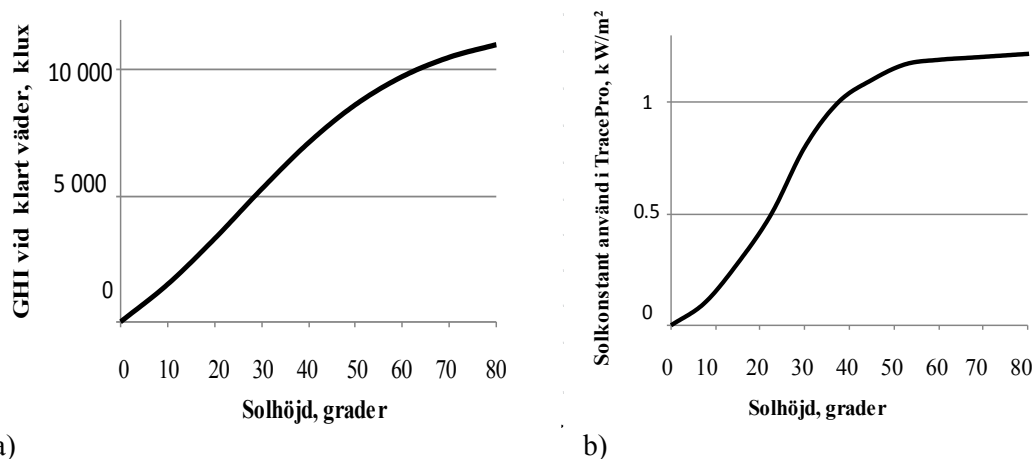 GHI vid klart väder, klux
10 000
5 000
0
0 10 20 30 40 50 60 70 80
Solhöjd, grader
a)
Solkonstant använd i TracePro, kW/m²
1
0.5
0
0 10 20 30 40 50 60 70 80
Solhöjd, grader
b)